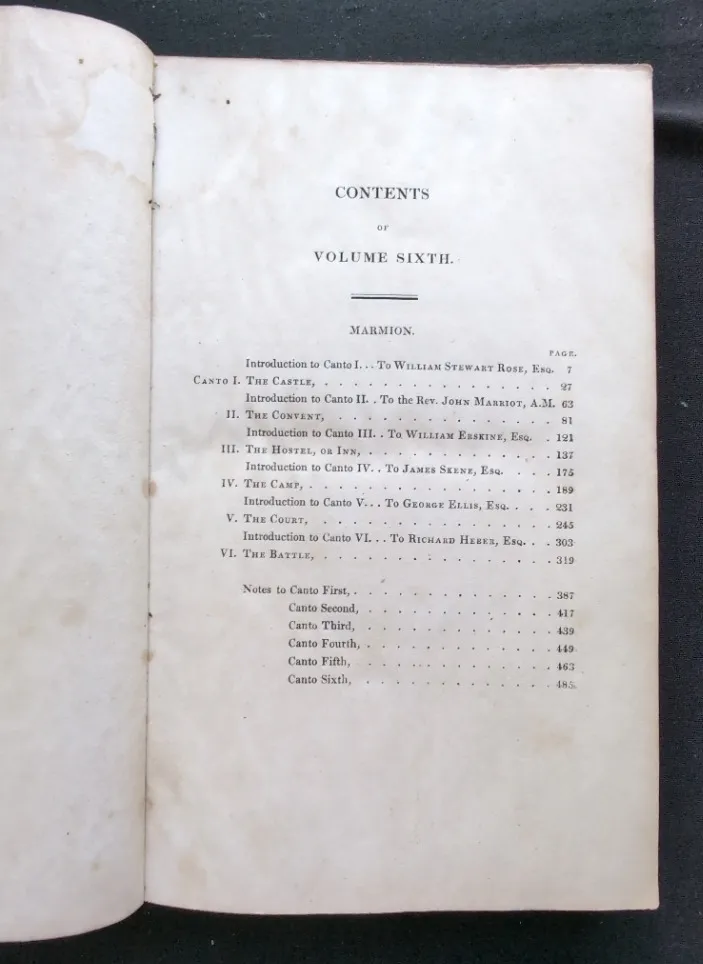 CONTENTS
OF
VOLUME SIXTH.
MARMION.
PAGE.
Introduction to Canto I. . . To William Stewart Rose, Esq. 7
Canto I. The Castle, . . . . . . . . . . . . . . . . 27
Introduction to Canto II. . To the Rev. John Marriot, A.M. 63
II. The Convent, . . . . . . . . . . . . . . . 81
Introduction to Canto III. . To William Erskine, Esq. . 121
III. The Hostel, or Inn, . . . . . . . . . . . . . 137
Introduction to Canto IV. . To James Skene, Esq. . . . 175
IV. The Camp, . . . . . . . . . . . . . . . . . 189
Introduction to Canto V. . . To George Ellis, Esq. . . . 231
V. The Court, . . . . . . . . . . . . . . . . 245
Introduction to Canto VI. . . To Richard Heber, Esq. . . 303
VI. The Battle, . . . . . . . . . . . . . . . . 319
Notes to Canto First, . . . . . . . . . . . . . . 387
Canto Second, . . . . . . . . . . . . . 417
Canto Third, . . . . . . . . . . . . . 439
Canto Fourth, . . . . . . . . . . . . . 449
Canto Fifth, . . . . . . . . . . . . . 463
Canto Sixth, . . . . . . . . . . . . . 485.